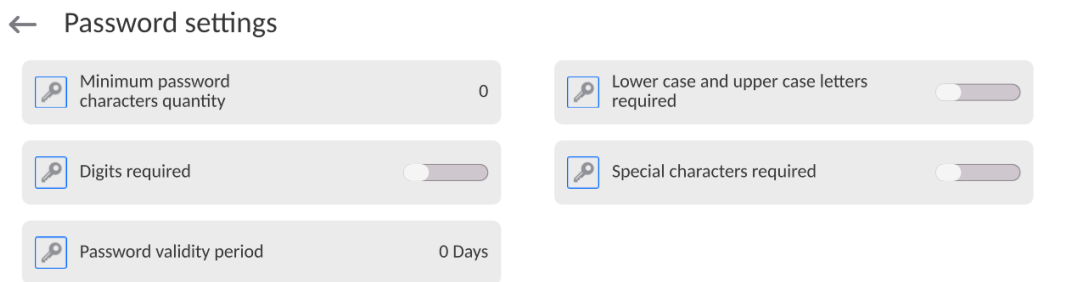 Password settings
Minimum password
characters quantity
0
Lower case and upper case letters
required
Digits required
Special characters required
Password validity period
0 Days